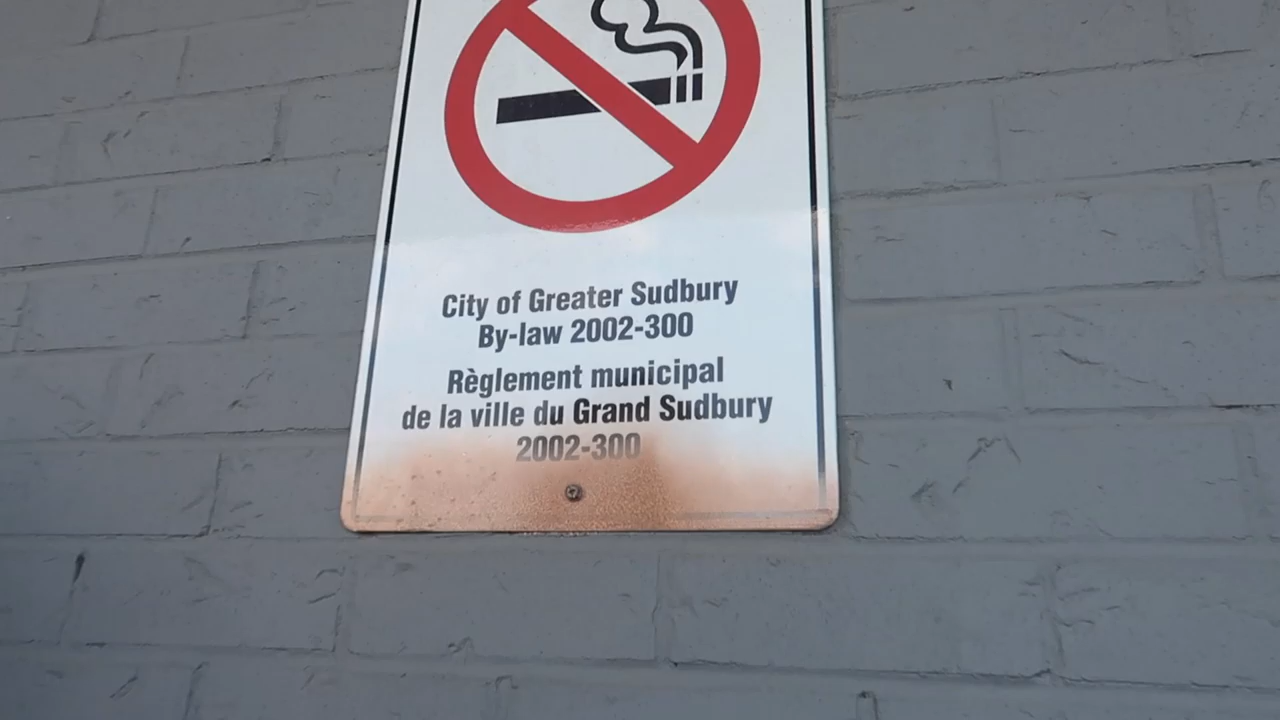 City of Greater Sudbury
By-law 2002-300
Règlement municipal
de la ville du Grand Sudbury
2002-300